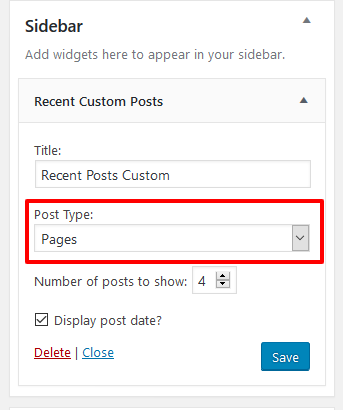 Sidebar
Add widgets here to appear in your sidebar.
Recent Custom Posts
Title:
Recent Posts Custom
Post Type:
Pages
Number of posts to show: 4
Display post date?
Delete | Close
Save